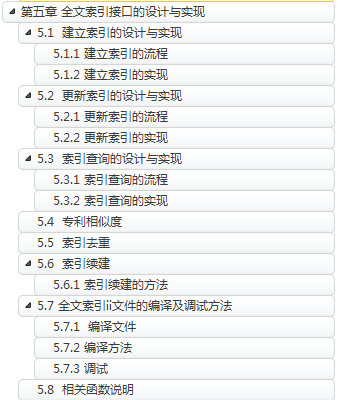 第五章 全文索引接口的设计与实现
5.1 建立索引的设计与实现
5.1.1 建立索引的流程
5.1.2 建立索引的实现
5.2 更新索引的设计与实现
5.2.1 更新索引的流程
5.2.2 更新索引的实现
5.3 索引查询的设计与实现
5.3.1 索引查询的流程
5.3.2 索引查询的实现
5.4 专利相似度
5.5 索引去重
5.6 索引续建
5.6.1 索引续建的方法
5.7 全文索引ii文件的编译及调试方法
5.7.1 编译文件
5.7.2 编译方法
5.7.3 调试
5.8 相关函数说明